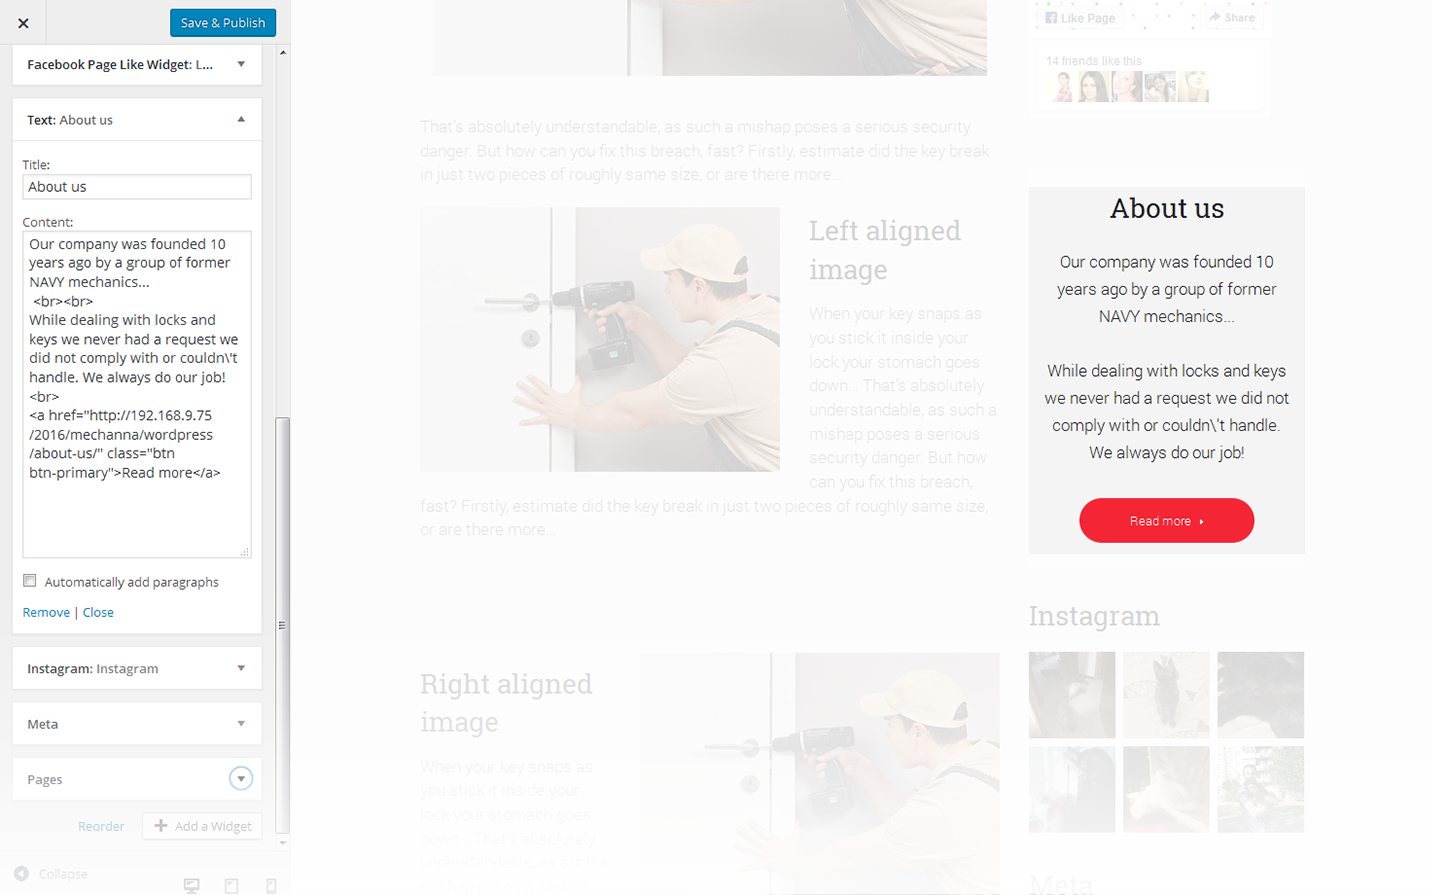 Save & Publish
Facebook Page Like Widget: L...
Text: About us
Title:
About us
Content:
Our company was founded 10
years ago by a group of former
NAVY mechanics...
<br><br>
While dealing with locks and
keys we never had a request we
did not comply with or couldn\'t
handle. We always do our job!
<br>
<a href="http://192.168.9.75
/2016/mechanna/wordpress
/about-us/" class="btn
btn-primary">Read more</a>
Automatically add paragraphs
Remove | Close
Instagram: Instagram
Meta
Pages
Reorder
Add a Widget
Collapse
That's absolutely understandable, as such a mishap poses a serious security
danger. But how can you fix this breach, fast? Firstly, estimate did the key break
in just two pieces of roughly same size, or are there more...
Left aligned
image
When your key snaps as
you stick it inside your
lock your stomach goes
down... That's absolutely
understandable, as such a
mishap poses a serious
security danger. But how
can you fix this breach,
fast? Firstly, estimate did the key break in just two pieces of roughly same size,
or are there more...
Right aligned
image
When your key snaps as
you stick it inside your
lock your stomach goes
down... That's absolutely
understandable, as such a
Like Page
Share
14 friends like this
About us
Our company was founded 10
years ago by a group of former
NAVY mechanics...
While dealing with locks and keys
we never had a request we did not
comply with or couldn\'t handle.
We always do our job!
Read more
Instagram
Meta